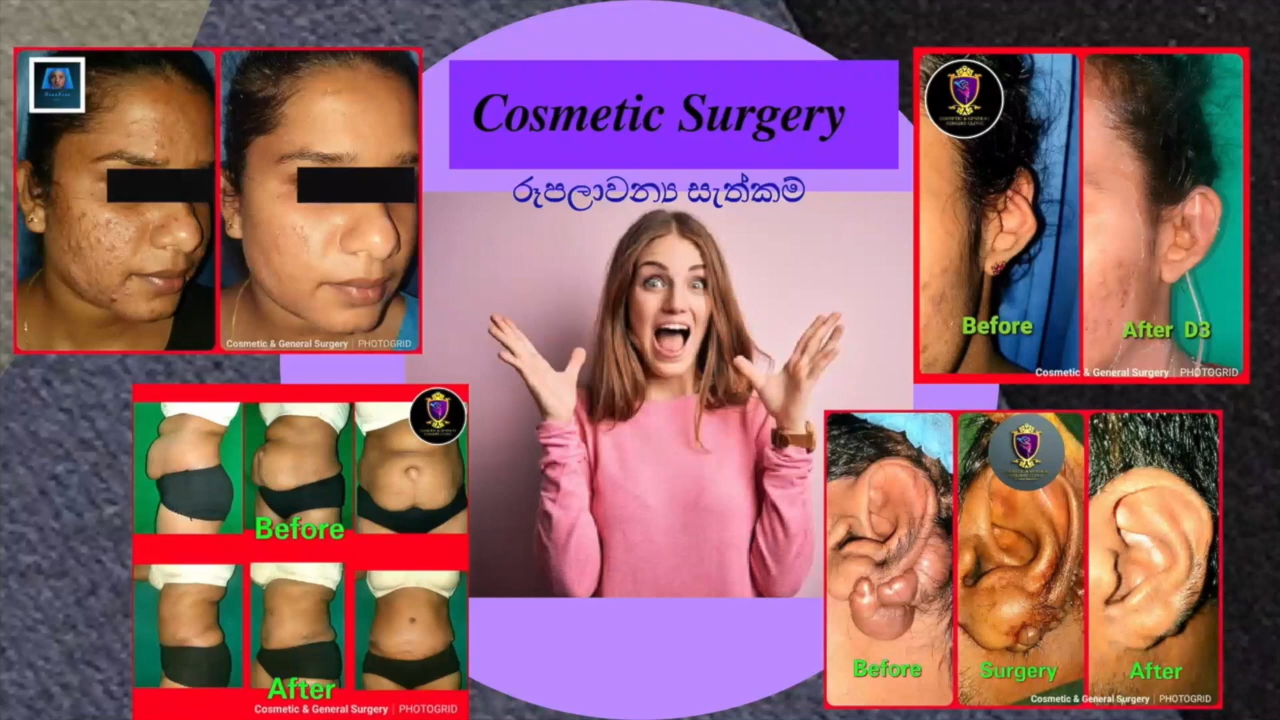 Cosmetic Surgery
රූපලාවන්‍ය සැත්කම්
Cosmetic & General Surgery | PHOTOGRID
Before
After D3
Cosmetic & General Surgery | PHOTOGRID
Before
After
Cosmetic & General Surgery | PHOTOGRID
Before
Surgery
After
Cosmetic & General Surgery | PHOTOGRID